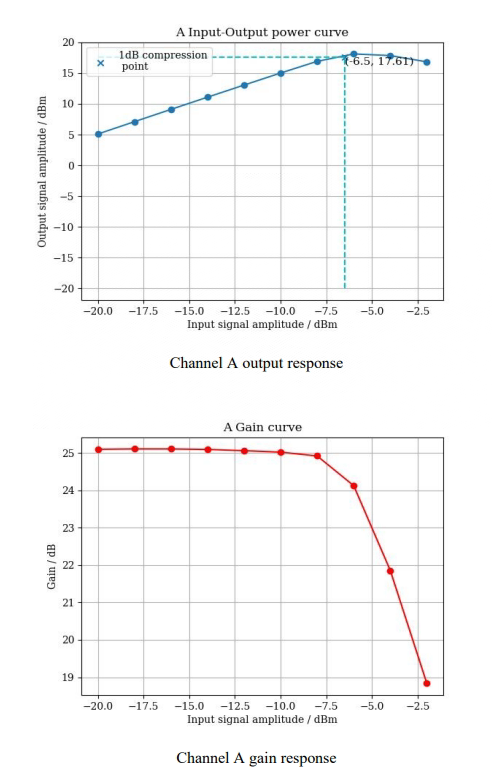 A Input-Output power curve
20
15
10
5
0
−5
−10
−15
−20
Output signal amplitude / dBm
1dB compression
point
(-6.5, 17.61)
−20.0 −17.5 −15.0 −12.5 −10.0 −7.5 −5.0 −2.5
Input signal amplitude / dBm
Channel A output response
A Gain curve
25
24
23
22
21
20
19
Gain / dB
−20.0 −17.5 −15.0 −12.5 −10.0 −7.5 −5.0 −2.5
Input signal amplitude / dBm
Channel A gain response